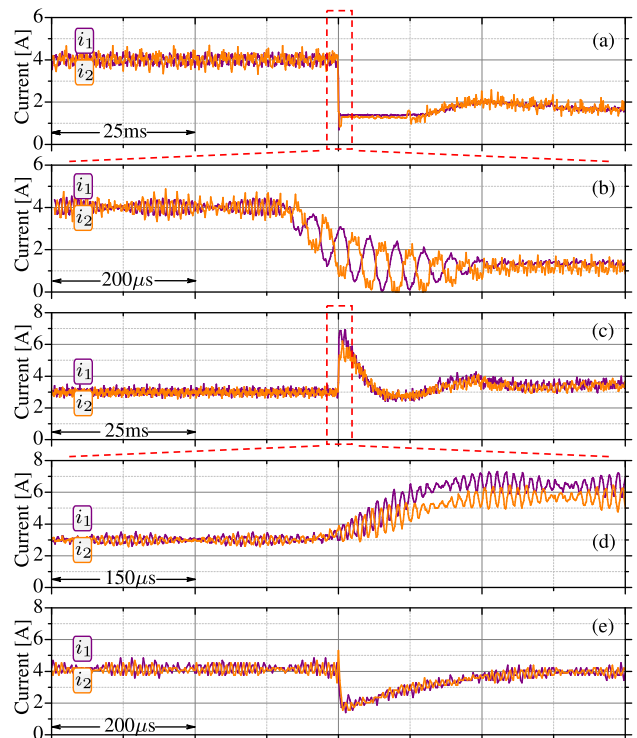 Current [A]
6
4
2
0
i1
i2
25ms
(a)
Current [A]
6
4
2
0
i1
i2
200μs
(b)
Current [A]
8
6
4
2
0
i1
i2
25ms
(c)
Current [A]
8
6
4
2
0
i1
i2
150μs
(d)
Current [A]
8
6
4
2
0
i1
i2
200μs
(e)